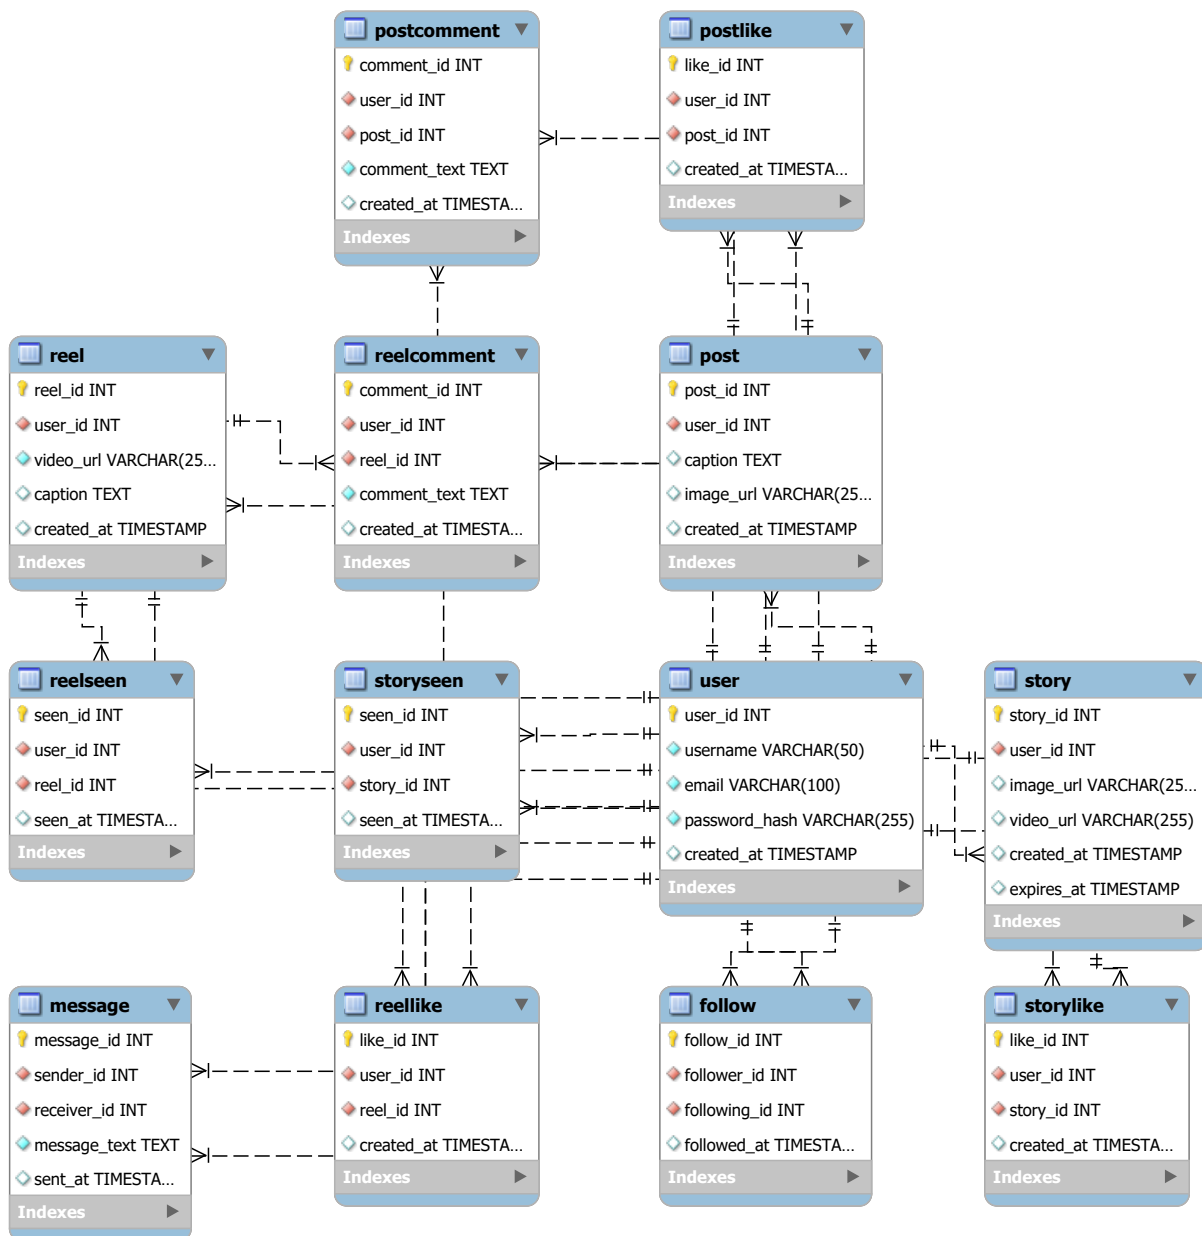 postcomment
comment_id INT
user_id INT
post_id INT
comment_text TEXT
created_at TIMESTA...
Indexes
postlike
like_id INT
user_id INT
post_id INT
created_at TIMESTA...
Indexes
reel
reel_id INT
user_id INT
video_url VARCHAR(25...
caption TEXT
created_at TIMESTAMP
Indexes
reelcomment
comment_id INT
user_id INT
reel_id INT
comment_text TEXT
created_at TIMESTA...
Indexes
post
post_id INT
user_id INT
caption TEXT
image_url VARCHAR(25...
created_at TIMESTAMP
Indexes
reelseen
seen_id INT
user_id INT
reel_id INT
seen_at TIMESTA...
Indexes
storyseen
seen_id INT
user_id INT
story_id INT
seen_at TIMESTA...
Indexes
user
user_id INT
username VARCHAR(50)
email VARCHAR(100)
password_hash VARCHAR(255)
created_at TIMESTAMP
Indexes
story
story_id INT
user_id INT
image_url VARCHAR(25...
video_url VARCHAR(255)
created_at TIMESTAMP
expires_at TIMESTAMP
Indexes
message
message_id INT
sender_id INT
receiver_id INT
message_text TEXT
sent_at TIMESTA...
Indexes
reellike
like_id INT
user_id INT
reel_id INT
created_at TIMESTA...
Indexes
follow
follow_id INT
follower_id INT
following_id INT
followed_at TIMESTA...
Indexes
storylike
like_id INT
user_id INT
story_id INT
created_at TIMESTA...
Indexes